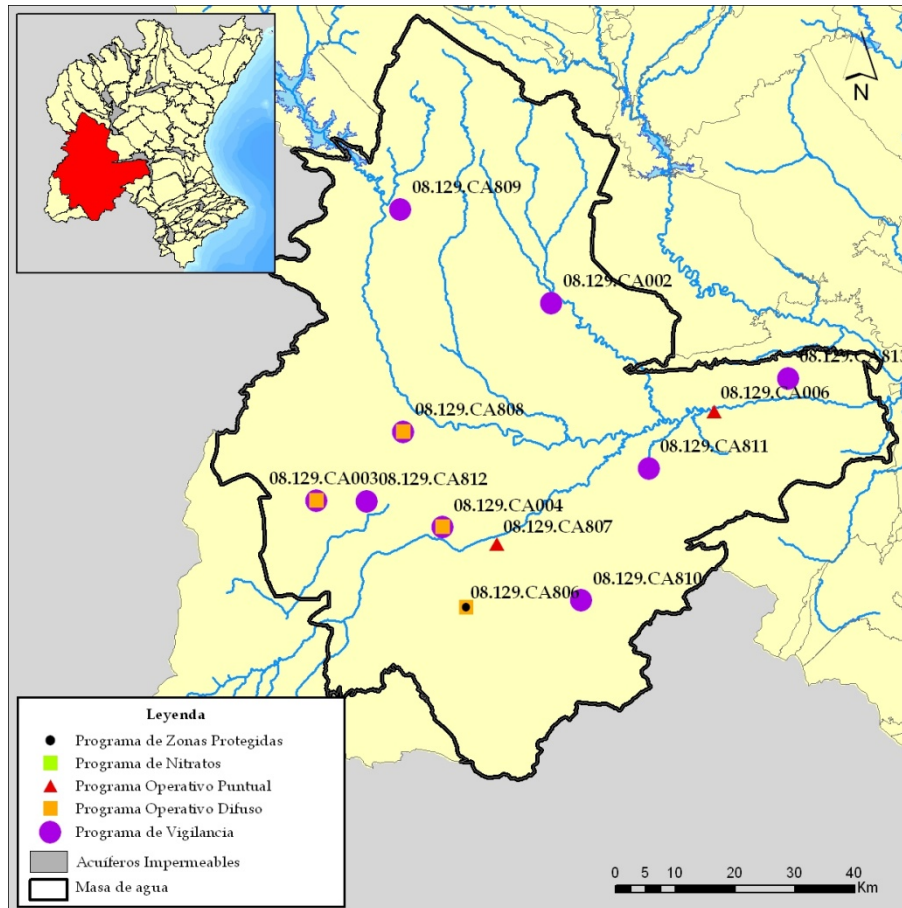 N
08.129.CA809
08.129.CA002
08.129.CA813
08.129.CA006
08.129.CA808
08.129.CA811
08.129.CA003
08.129.CA812
08.129.CA004
08.129.CA807
08.129.CA806
08.129.CA810
Leyenda
Programa de Zonas Protegidas
Programa de Nitratos
Programa Operativo Puntual
Programa Operativo Difuso
Programa de Vigilancia
Acuíferos Impermeables
Masa de agua
0 5 10 20 30 40
Km